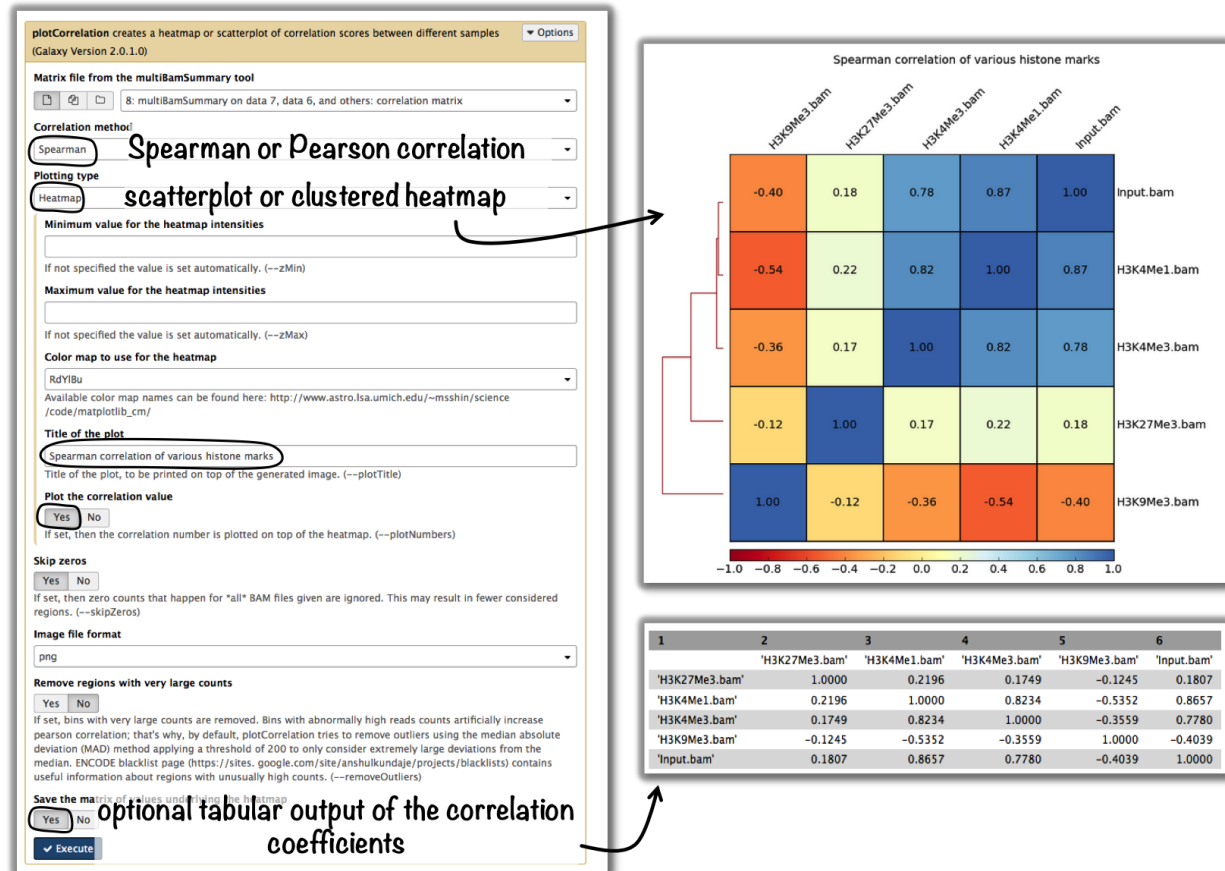 plotCorrelation creates a heatmap or scatterplot of correlation scores between different samples
(Galaxy Version 2.0.1.0)
Options
Matrix file from the multiBamSummary tool
8: multiBamSummary on data 7, data 6, and others: correlation matrix
Correlation method
Spearman
Spearman or Pearson correlation
Plotting type
Heatmap
scatterplot or clustered heatmap
Minimum value for the heatmap intensities
If not specified the value is set automatically. (--zMin)
Maximum value for the heatmap intensities
If not specified the value is set automatically. (--zMax)
Color map to use for the heatmap
RdYlBu
Available color map names can be found here: http://www.astro.lsa.umich.edu/~msshin/science
/code/matplotlib_cm/
Title of the plot
Spearman correlation of various histone marks
Title of the plot, to be printed on top of the generated image. (--plotTitle)
Plot the correlation value
Yes No
If set, then the correlation number is plotted on top of the heatmap. (--plotNumbers)
Skip zeros
Yes No
If set, then zero counts that happen for *all* BAM files given are ignored. This may result in fewer considered
regions. (--skipZeros)
Image file format
png
Remove regions with very large counts
Yes No
If set, bins with very large counts are removed. Bins with abnormally high reads counts artificially increase
pearson correlation; that's why, by default, plotCorrelation tries to remove outliers using the median absolute
deviation (MAD) method applying a threshold of 200 to only consider extremely large deviations from the
median. ENCODE blacklist page (https://sites. google.com/site/anshulkundaje/projects/blacklists) contains
useful information about regions with unusually high counts. (--removeOutliers)
Save the matrix of values underlying the heatmap
Yes No
optional tabular output of the correlation
coefficients
Execute
Spearman correlation of various histone marks
H3K9Me3.bam H3K27Me3.bam H3K4Me3.bam H3K4Me1.bam Input.bam
-0.40 0.18 0.78 0.87 1.00 Input.bam
-0.54 0.22 0.82 1.00 0.87 H3K4Me1.bam
-0.36 0.17 1.00 0.82 0.78 H3K4Me3.bam
-0.12 1.00 0.17 0.22 0.18 H3K27Me3.bam
1.00 -0.12 -0.36 -0.54 -0.40 H3K9Me3.bam
−1.0 −0.8 −0.6 −0.4 −0.2 0.0 0.2 0.4 0.6 0.8 1.0
1 2 3 4 5 6
'H3K27Me3.bam' 'H3K4Me1.bam' 'H3K4Me3.bam' 'H3K9Me3.bam' 'Input.bam'
'H3K27Me3.bam' 1.0000 0.2196 0.1749 −0.1245 0.1807
'H3K4Me1.bam' 0.2196 1.0000 0.8234 −0.5352 0.8657
'H3K4Me3.bam' 0.1749 0.8234 1.0000 −0.3559 0.7780
'H3K9Me3.bam' −0.1245 −0.5352 −0.3559 1.0000 −0.4039
'Input.bam' 0.1807 0.8657 0.7780 −0.4039 1.0000